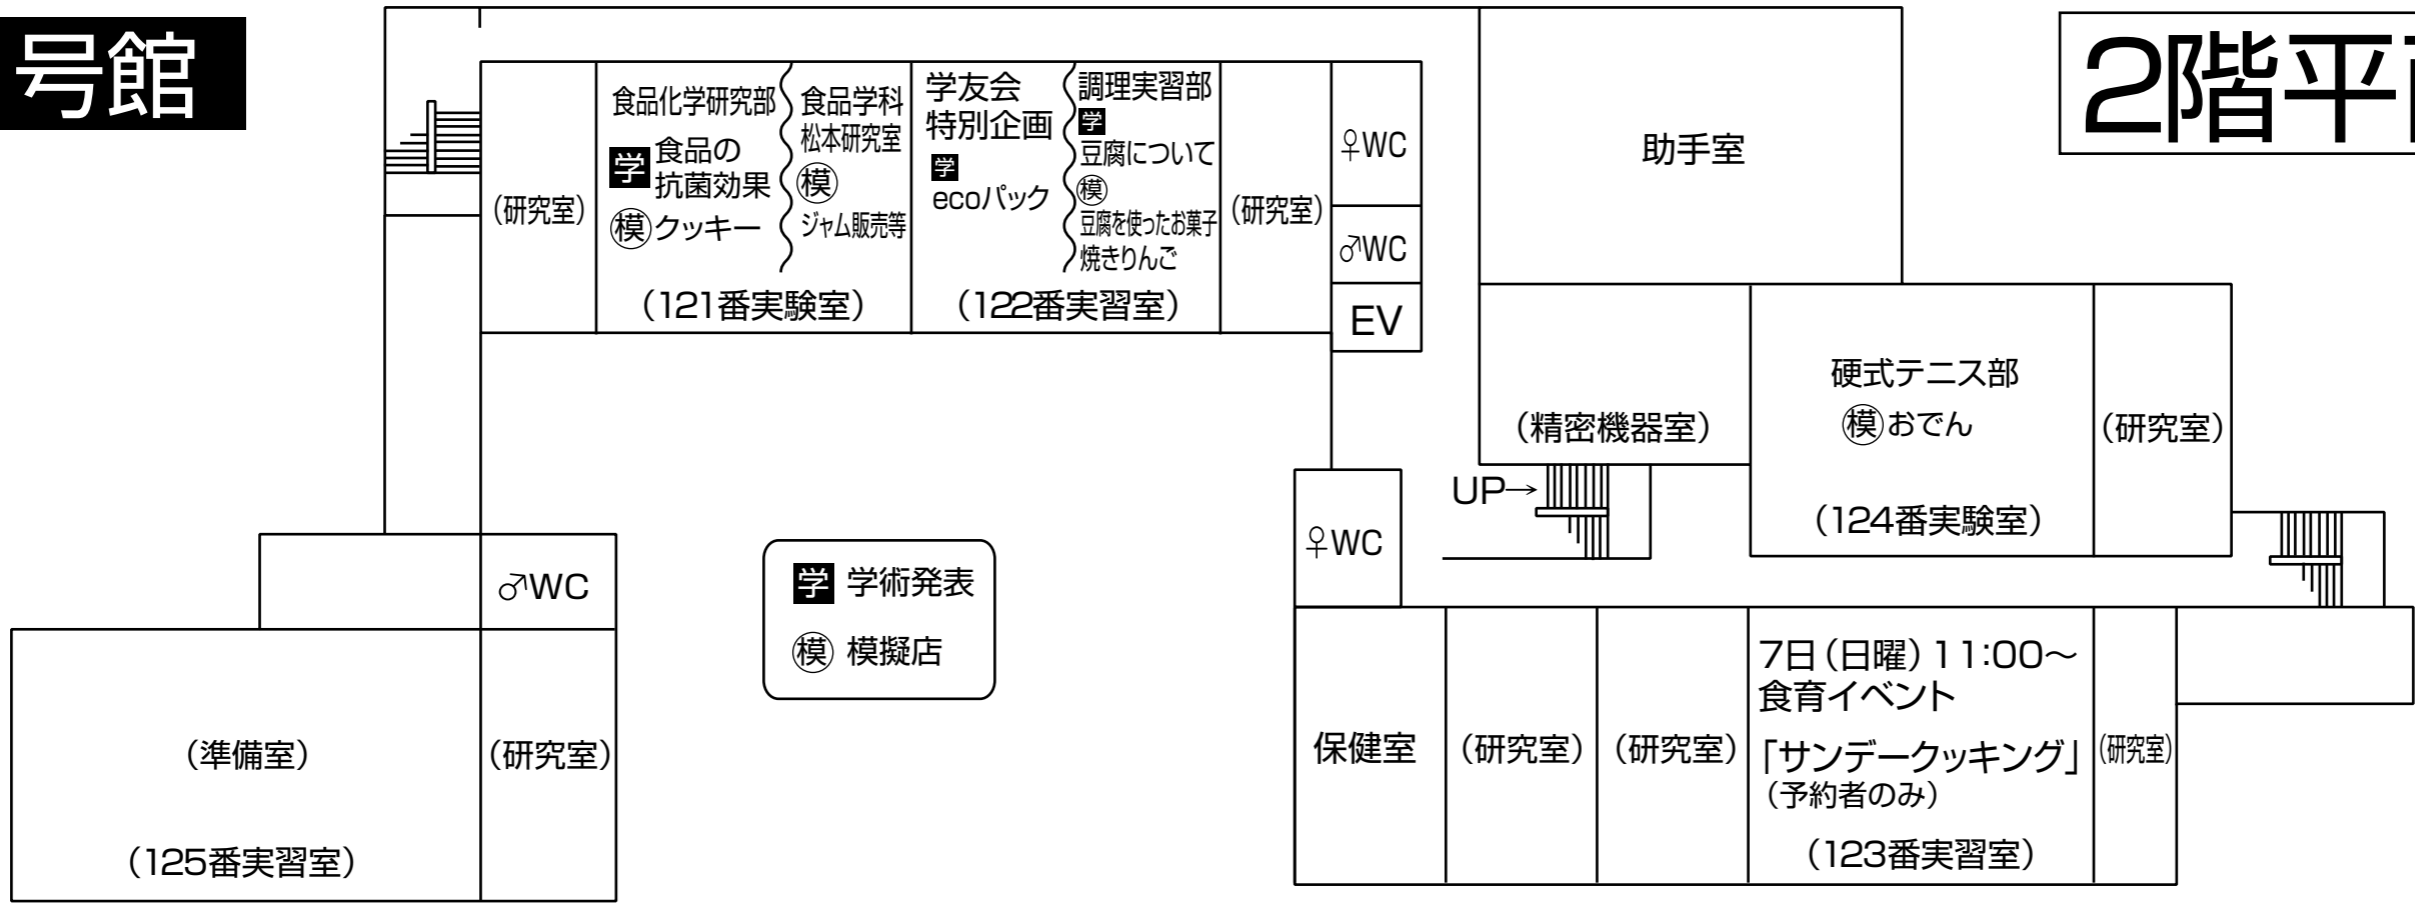 号館
2階平
(研究室)
食品化学研究部
学 食品の
抗菌効果
模 クッキー
食品学科
松本研究室
模
ジャム販売等
(121番実験室)
学友会
特別企画
学
ecoパック
調理実習部
学
豆腐について
模
豆腐を使ったお菓子
焼きりんご
(122番実習室)
(研究室)
♀WC
♂WC
EV
助手室
(精密機器室)
硬式テニス部
模 おでん
(124番実験室)
(研究室)
UP→
♀WC
♂WC
学 学術発表
模 模擬店
(準備室)
(125番実習室)
(研究室)
保健室
(研究室)
(研究室)
7日(日曜)11:00〜
食育イベント
「サンデークッキング」
(予約者のみ)
(123番実習室)
(研究室)